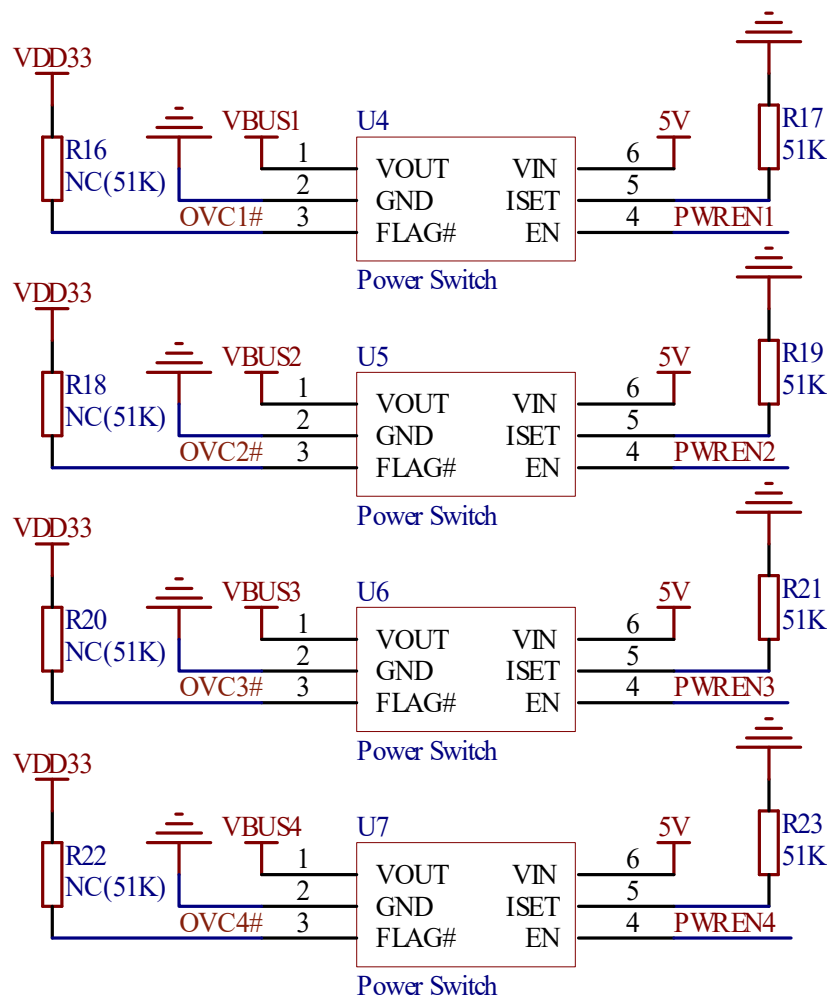 VDD33
R16
NC(51K)
VBUS1
OVC1#
U4
1 VOUT VIN 6
2 GND ISET 5
3 FLAG# EN 4
Power Switch
5V
R17
51K
PWREN1
VDD33
R18
NC(51K)
VBUS2
OVC2#
U5
1 VOUT VIN 6
2 GND ISET 5
3 FLAG# EN 4
Power Switch
5V
R19
51K
PWREN2
VDD33
R20
NC(51K)
VBUS3
OVC3#
U6
1 VOUT VIN 6
2 GND ISET 5
3 FLAG# EN 4
Power Switch
5V
R21
51K
PWREN3
VDD33
R22
NC(51K)
VBUS4
OVC4#
U7
1 VOUT VIN 6
2 GND ISET 5
3 FLAG# EN 4
Power Switch
5V
R23
51K
PWREN4